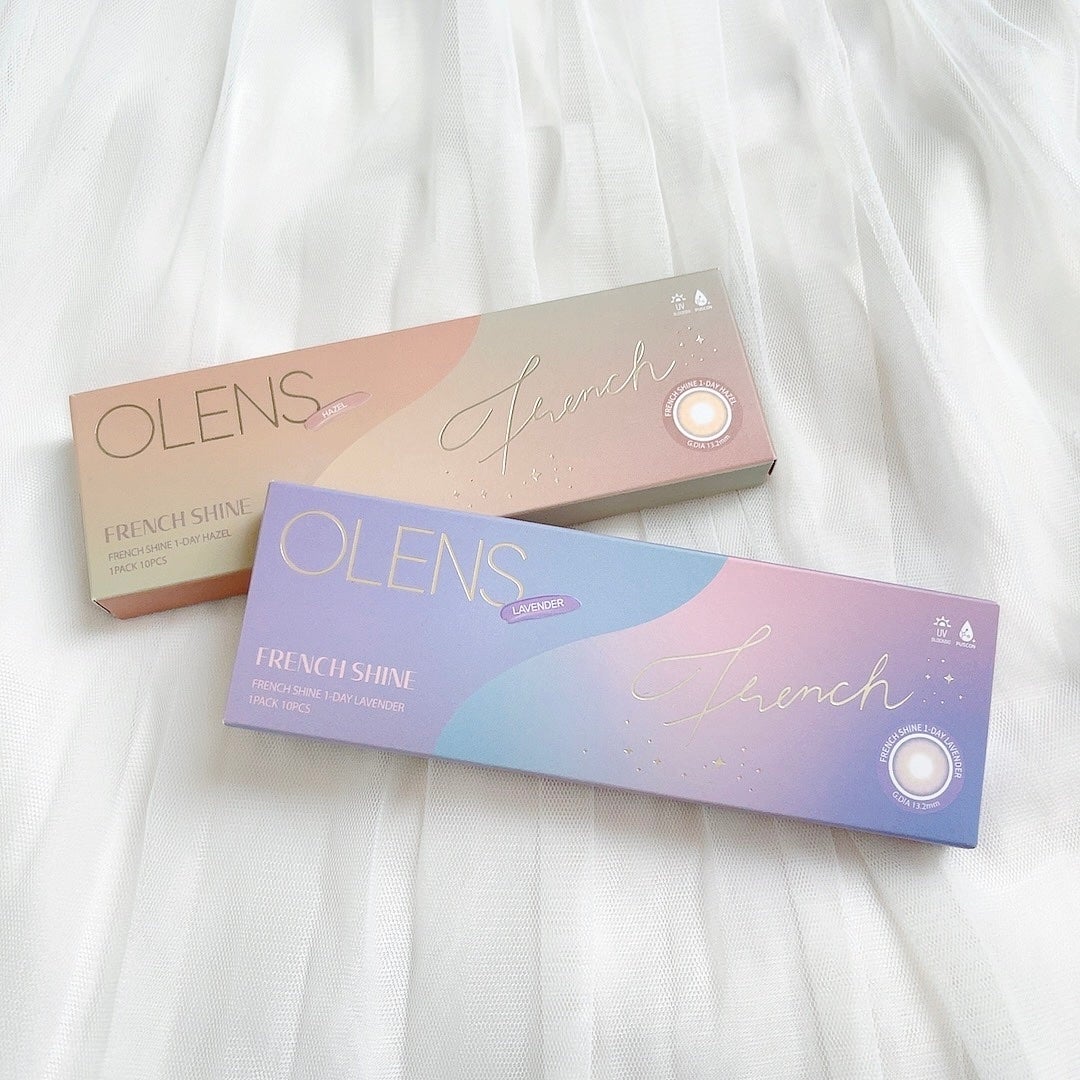 OLENS
HAZEL
French
UV
BLOCKING
PUSCON
FRENCH SHINE
FRENCH SHINE 1-DAY HAZEL
1PACK 10PCS
FRENCH SHINE 1-DAY HAZEL
G.DIA 13.2mm
OLENS
LAVENDER
French
UV
BLOCKING
PUSCON
FRENCH SHINE
FRENCH SHINE 1-DAY LAVENDER
1PACK 10PCS
FRENCH SHINE 1-DAY LAVENDER
G.DIA 13.2mm